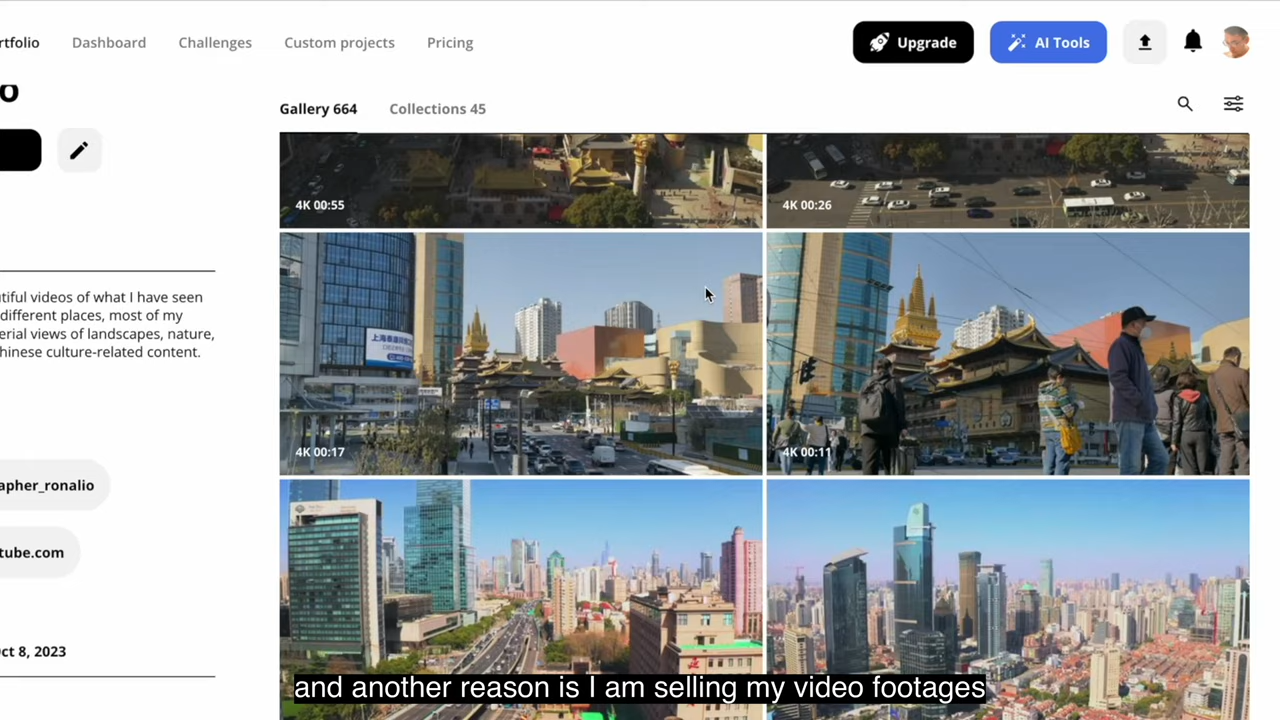 rtfolio
Dashboard
Challenges
Custom projects
Pricing
Upgrade
AI Tools
o
Gallery 664
Collections 45
4K 00:55
4K 00:26
tiful videos of what I have seen
different places, most of my
erial views of landscapes, nature,
hinese culture-related content.
4K 00:17
4K 00:11
apher_ronalio
tube.com
ct 8, 2023
and another reason is I am selling my video footages